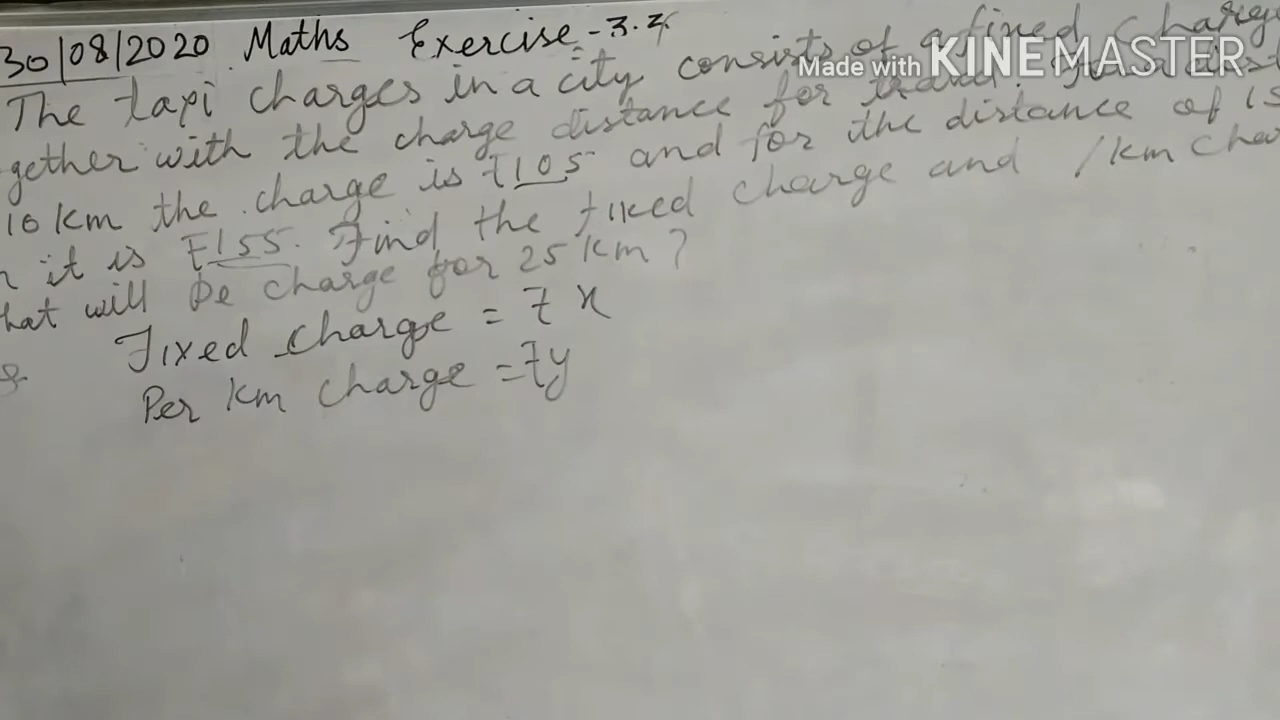 30/08/2020 Maths Exercise-3.3
Made with KINEMASTER
The taxi charges in a city consists of a fixed charge
gether with the charge distance for
10 km the charge is ₹105 and for the distance of 15
it is ₹155. Find the fixed charge and /km cha
hat will be charge for 25 km?
Fixed charge = ₹ x
Per km charge = ₹y